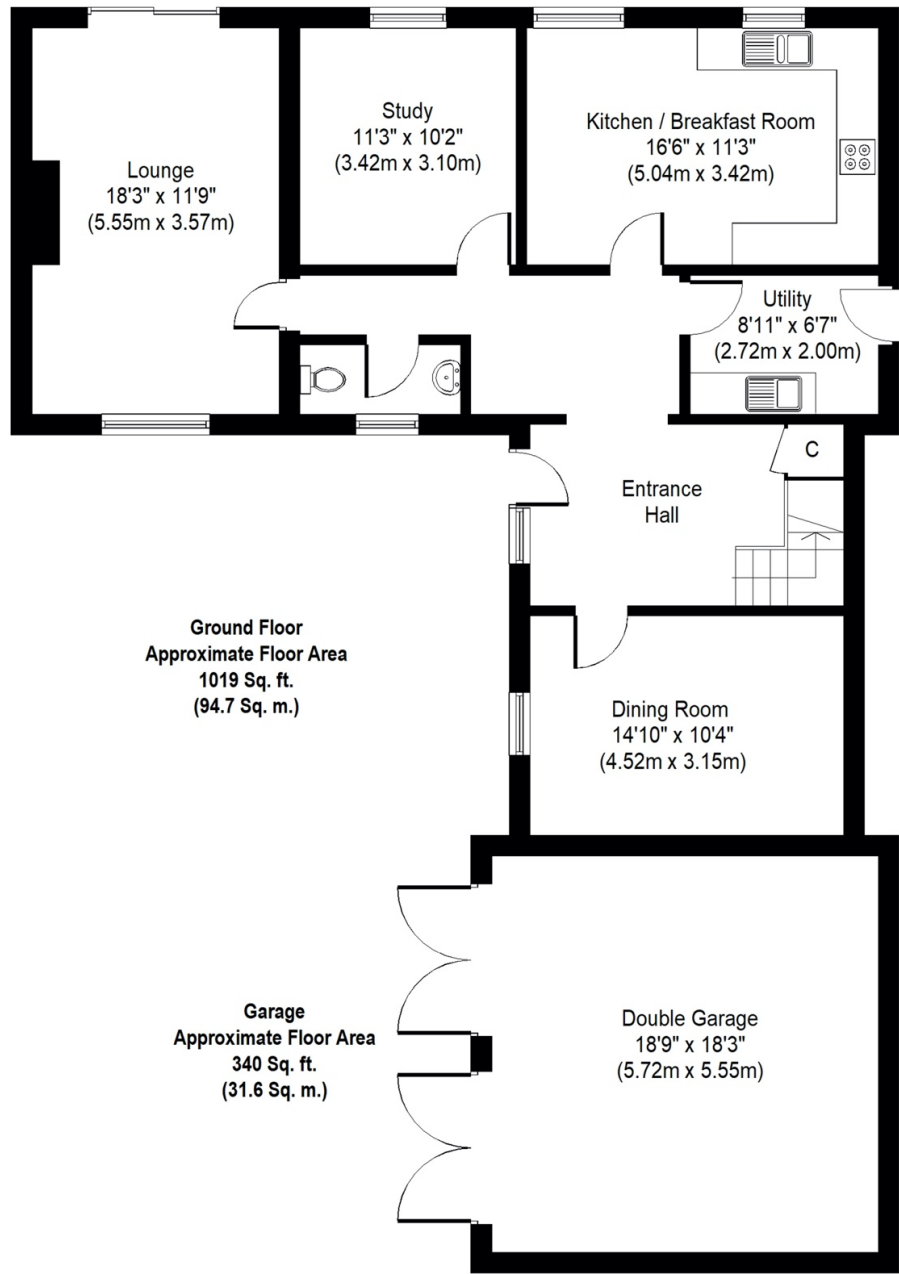 Lounge
18'3" x 11'9"
(5.55m x 3.57m)
Study
11'3" x 10'2"
(3.42m x 3.10m)
Kitchen / Breakfast Room
16'6" x 11'3"
(5.04m x 3.42m)
Utility
8'11" x 6'7"
(2.72m x 2.00m)
C
Entrance
Hall
Ground Floor
Approximate Floor Area
1019 Sq. ft.
(94.7 Sq. m.)
Dining Room
14'10" x 10'4"
(4.52m x 3.15m)
Garage
Approximate Floor Area
340 Sq. ft.
(31.6 Sq. m.)
Double Garage
18'9" x 18'3"
(5.72m x 5.55m)